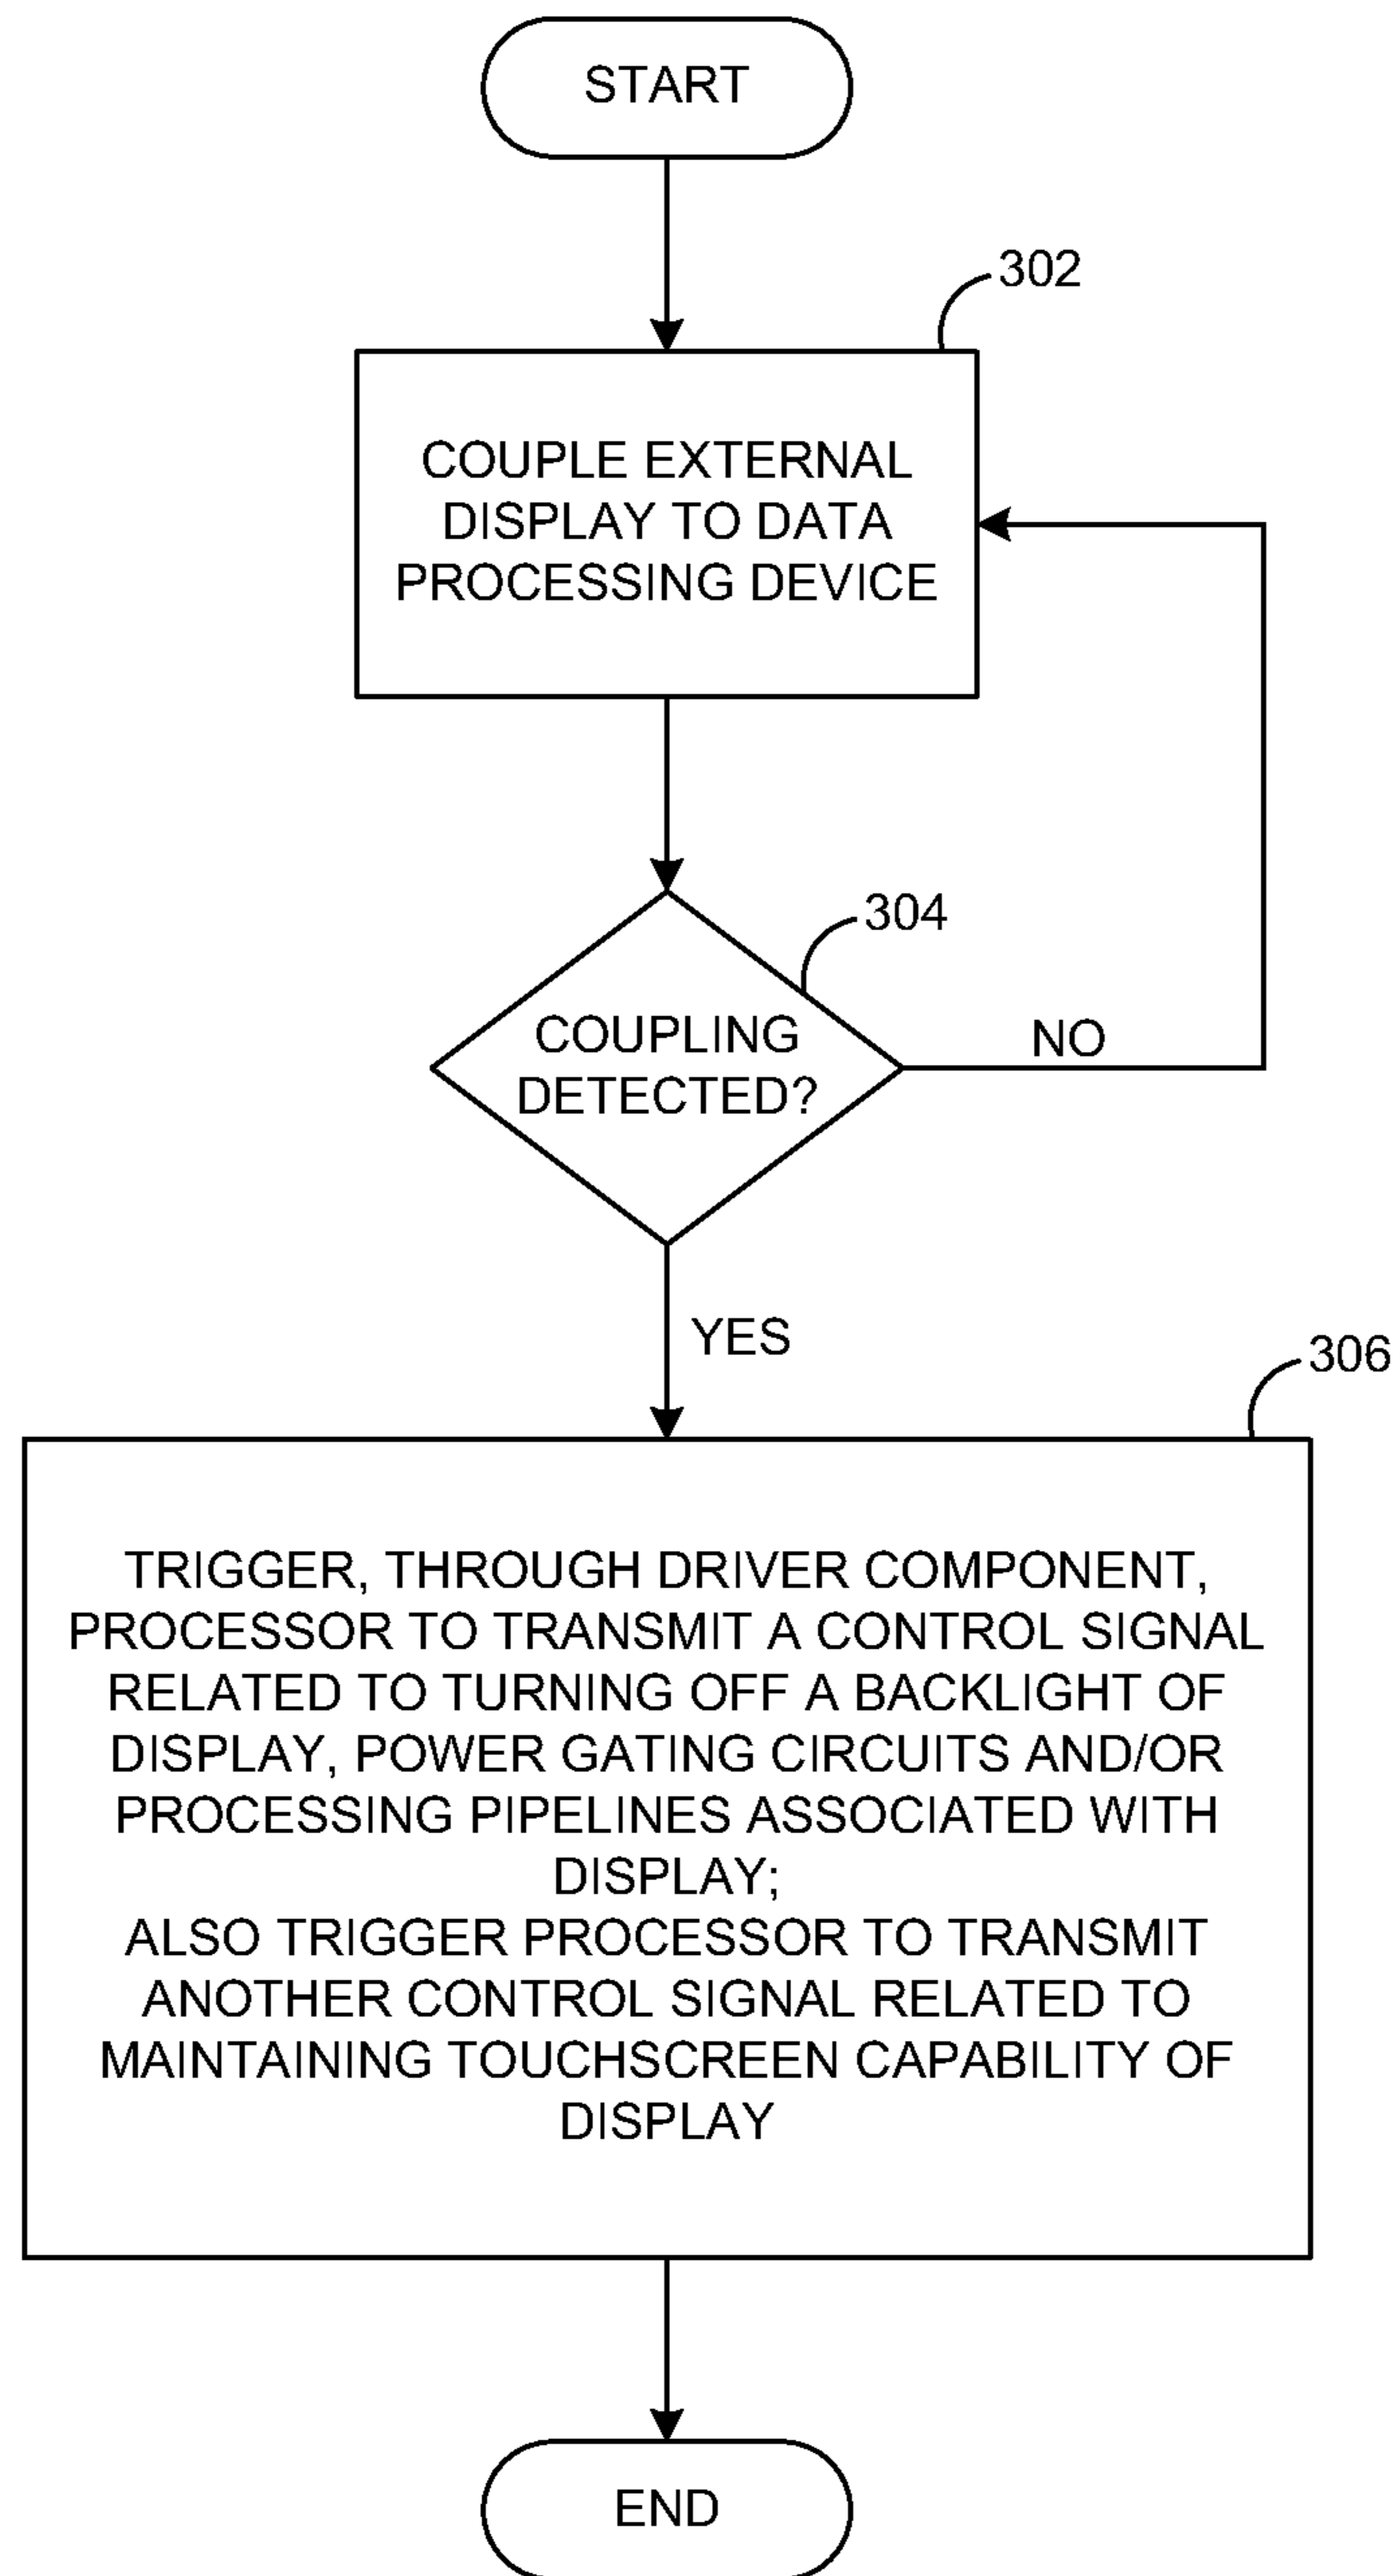 START
302
COUPLE EXTERNAL
DISPLAY TO DATA
PROCESSING DEVICE
304
COUPLING
DETECTED?
NO
YES
306
TRIGGER, THROUGH DRIVER COMPONENT,
PROCESSOR TO TRANSMIT A CONTROL SIGNAL
RELATED TO TURNING OFF A BACKLIGHT OF
DISPLAY, POWER GATING CIRCUITS AND/OR
PROCESSING PIPELINES ASSOCIATED WITH
DISPLAY;
ALSO TRIGGER PROCESSOR TO TRANSMIT
ANOTHER CONTROL SIGNAL RELATED TO
MAINTAINING TOUCHSCREEN CAPABILITY OF
DISPLAY
END